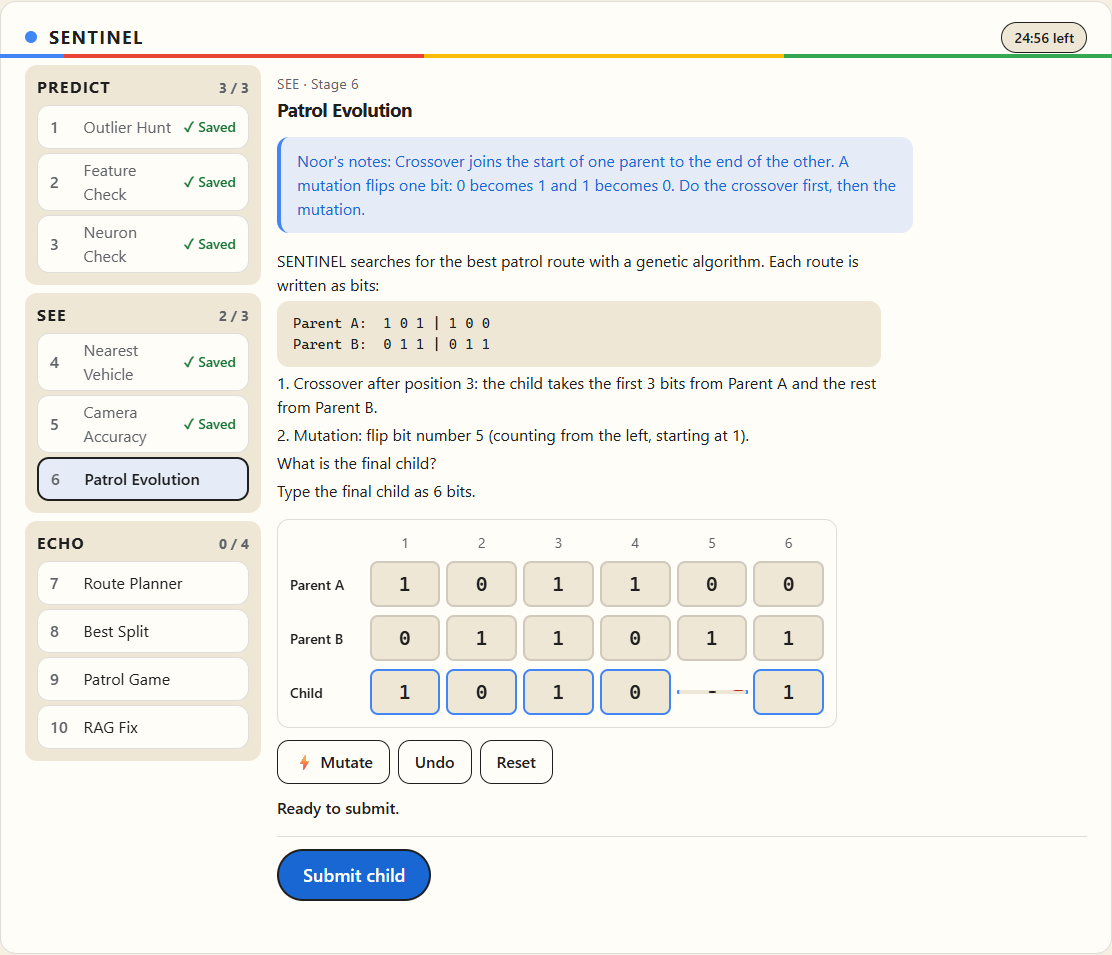 SENTINEL
24:56 left
PREDICT 3 / 3
1 Outlier Hunt ✓ Saved
2 Feature Check ✓ Saved
3 Neuron Check ✓ Saved
SEE 2 / 3
4 Nearest Vehicle ✓ Saved
5 Camera Accuracy ✓ Saved
6 Patrol Evolution
ECHO 0 / 4
7 Route Planner
8 Best Split
9 Patrol Game
10 RAG Fix
SEE · Stage 6
Patrol Evolution
Noor's notes: Crossover joins the start of one parent to the end of the other. A
mutation flips one bit: 0 becomes 1 and 1 becomes 0. Do the crossover first, then the
mutation.
SENTINEL searches for the best patrol route with a genetic algorithm. Each route is
written as bits:
Parent A: 1 0 1 | 1 0 0
Parent B: 0 1 1 | 0 1 1
1. Crossover after position 3: the child takes the first 3 bits from Parent A and the rest
from Parent B.
2. Mutation: flip bit number 5 (counting from the left, starting at 1).
What is the final child?
Type the final child as 6 bits.
1 2 3 4 5 6
Parent A 1 0 1 1 0 0
Parent B 0 1 1 0 1 1
Child 1 0 1 0 1
Mutate Undo Reset
Ready to submit.
Submit child